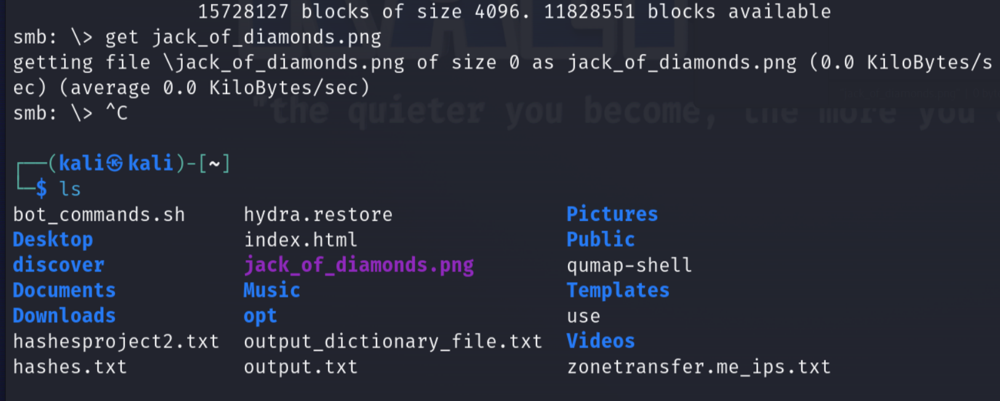 15728127 blocks of size 4096. 11828551 blocks available
smb: \> get jack_of_diamonds.png
getting file \jack_of_diamonds.png of size 0 as jack_of_diamonds.png (0.0 KiloBytes/s
ec) (average 0.0 KiloBytes/sec)
smb: \> ^C
"the quieter you become, the more you
┌──(kali㉿kali)-[~]
└─$ ls
bot_commands.sh hydra.restore Pictures
Desktop index.html Public
discover jack_of_diamonds.png qumap-shell
Documents Music Templates
Downloads opt use
hashesproject2.txt output_dictionary_file.txt Videos
hashes.txt output.txt zonetransfer.me_ips.txt